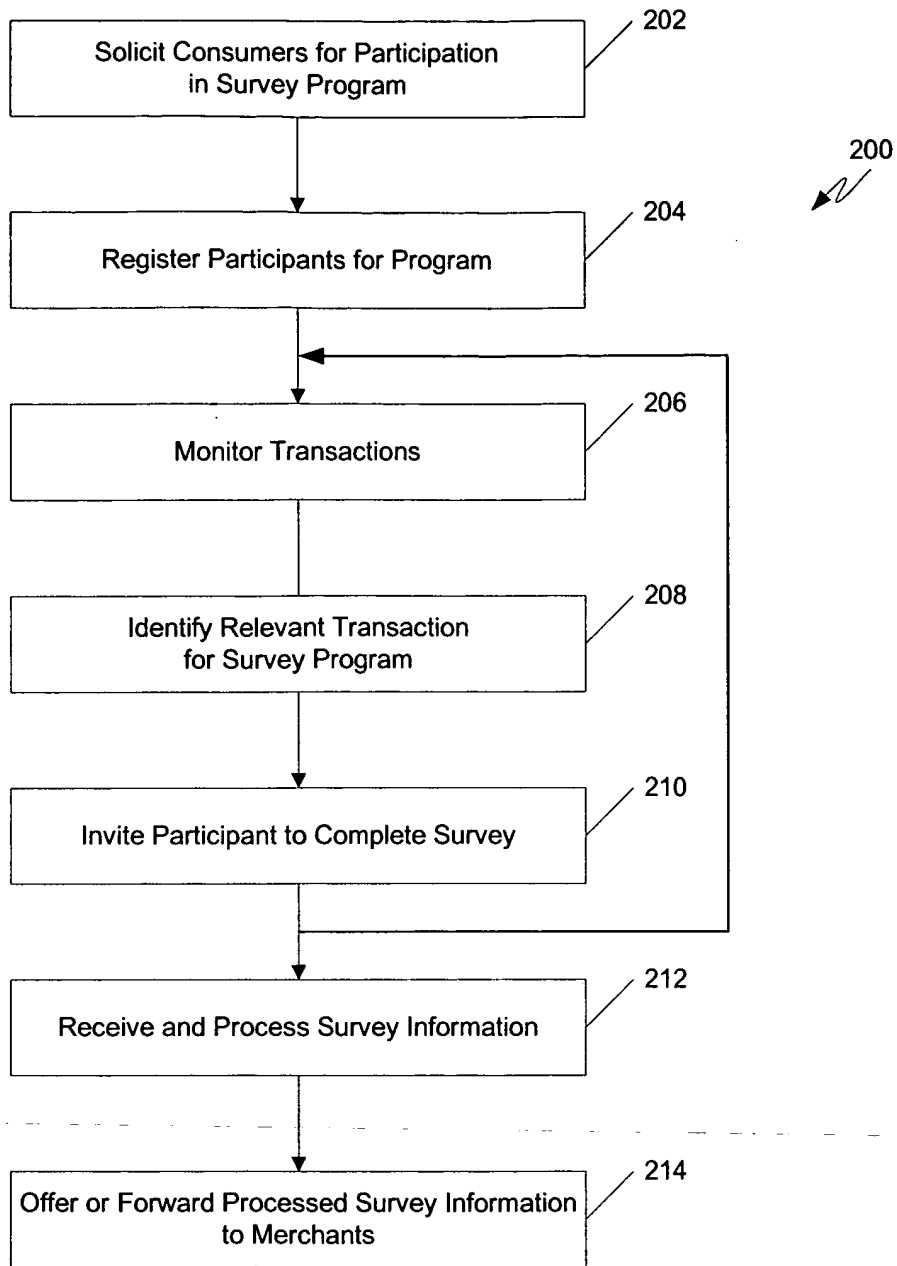 202
Solicit Consumers for Participation
in Survey Program
200
204
Register Participants for Program
206
Monitor Transactions
208
Identify Relevant Transaction
for Survey Program
210
Invite Participant to Complete Survey
212
Receive and Process Survey Information
214
Offer or Forward Processed Survey Information
to Merchants